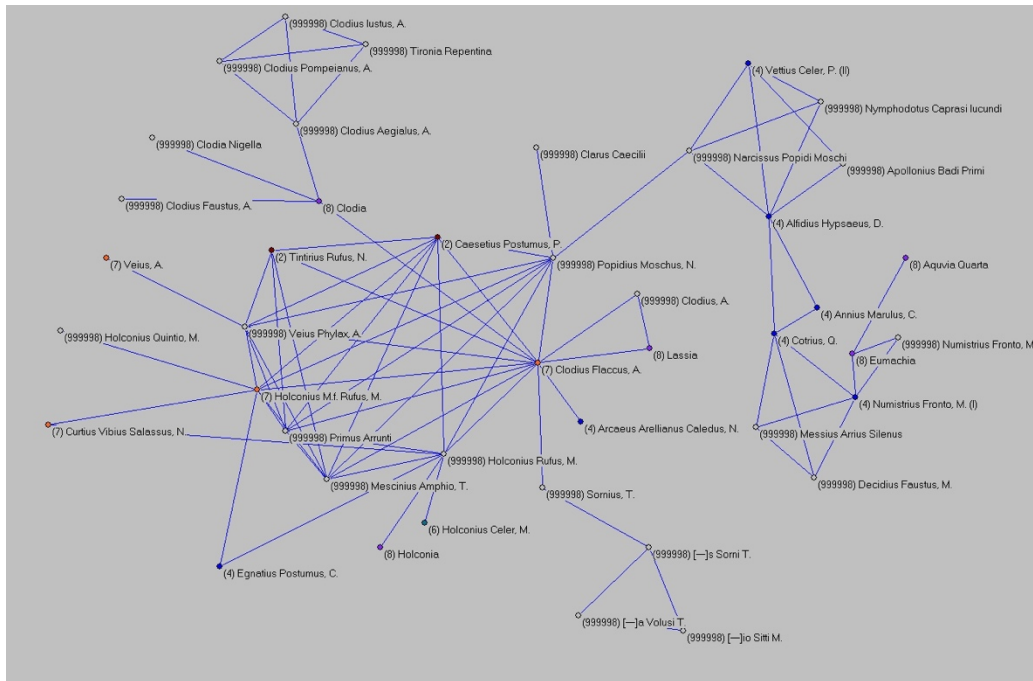 (999998) Clodius Iustus, A.
(999998) Tironia Repentina
(999998) Clodius Pompeianus, A.
(4) Vettius Celer, P. (II)
(999998) Nymphodotus Caprasi Iucundi
(999998) Clodius Aegialus, A.
(999998) Clodia Nigella
(999998) Clarus Caecilii
(999998) Narcissus Popidi Moschi
(999998) Apollonius Badi Primi
(999998) Clodius Faustus, A.
(8) Clodia
(4) Alfidius Hypsaeus, D.
(2) Caesetius Postumus, P.
(2) Tintirius Rufus, N.
(7) Veius, A.
(999998) Popidius Moschus, N.
(8) Aquvia Quarta
(999998) Clodius, A.
(4) Annius Marulus, C.
(999998) Veius Phylax, A.
(999998) Holconius Quintio, M.
(4) Cotrius, Q.
(999998) Numistrius Fronto, M
(8) Lassia
(8) Eumachia
(7) Clodius Flaccus, A.
(7) Holconius M.f. Rufus, M.
(4) Numistrius Fronto, M. (I)
(7) Curtius Vibius Salassus, N.
(999998) Primus Arrunti
(4) Arcaeus Arellianus Caledus, N.
(999998) Messius Arrius Silenus
(999998) Holconius Rufus, M.
(999998) Mescinius Amphio, T.
(999998) Decidius Faustus, M.
(999998) Sornius, T.
(6) Holconius Celer, M.
(8) Holconia
(999998) [—]s Sorni T.
(4) Egnatius Postumus, C.
(999998) [—]a Volusi T.
(999998) [—]io Sitti M.